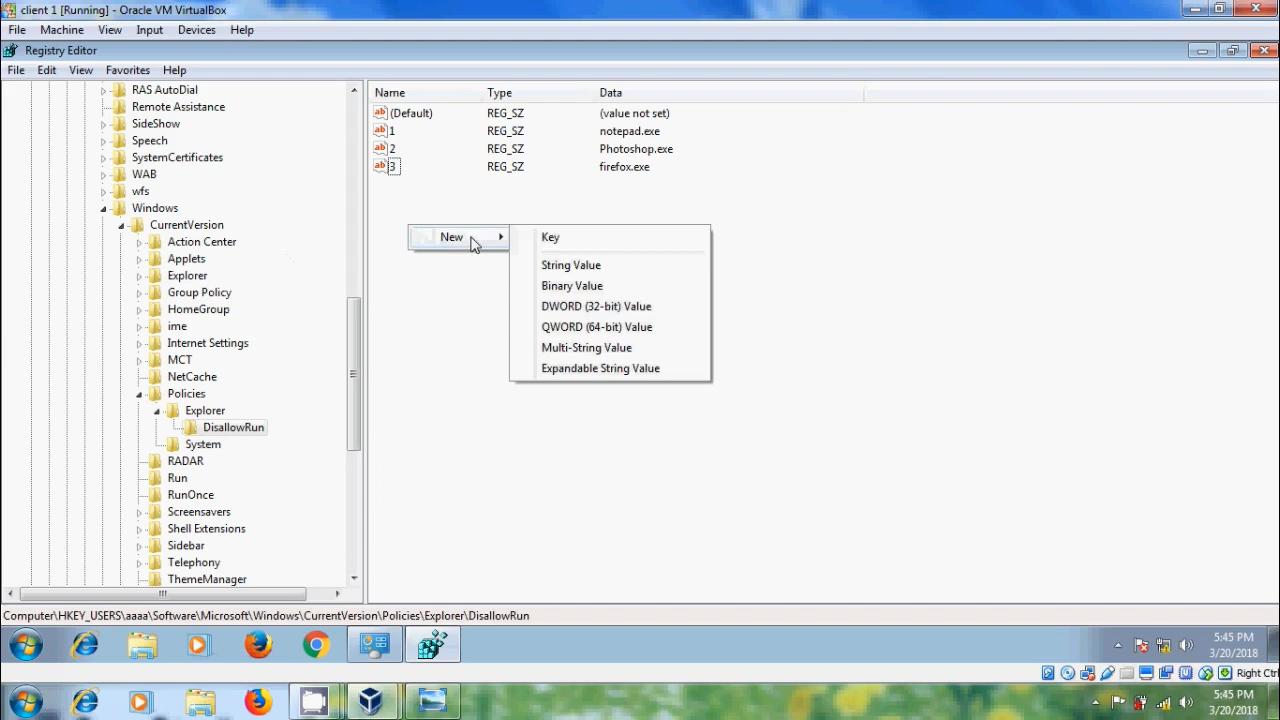 client 1 [Running] - Oracle VM VirtualBox
File Machine View Input Devices Help
Registry Editor
File Edit View Favorites Help
RAS AutoDial
Remote Assistance
SideShow
Speech
SystemCertificates
WAB
wfs
Windows
CurrentVersion
Action Center
Applets
Explorer
Group Policy
HomeGroup
ime
Internet Settings
MCT
NetCache
Policies
Explorer
DisallowRun
System
RADAR
Run
RunOnce
Screensavers
Shell Extensions
Sidebar
Telephony
ThemeManager
Name Type Data
ab (Default) REG_SZ (value not set)
ab 1 REG_SZ notepad.exe
ab 2 REG_SZ Photoshop.exe
ab 3 REG_SZ firefox.exe
New
Key
String Value
Binary Value
DWORD (32-bit) Value
QWORD (64-bit) Value
Multi-String Value
Expandable String Value
Computer\HKEY_USERS\aaaa\Software\Microsoft\Windows\CurrentVersion\Policies\Explorer\DisallowRun
5:45 PM
3/20/2018
Right Ctrl
5:45 PM
3/20/2018